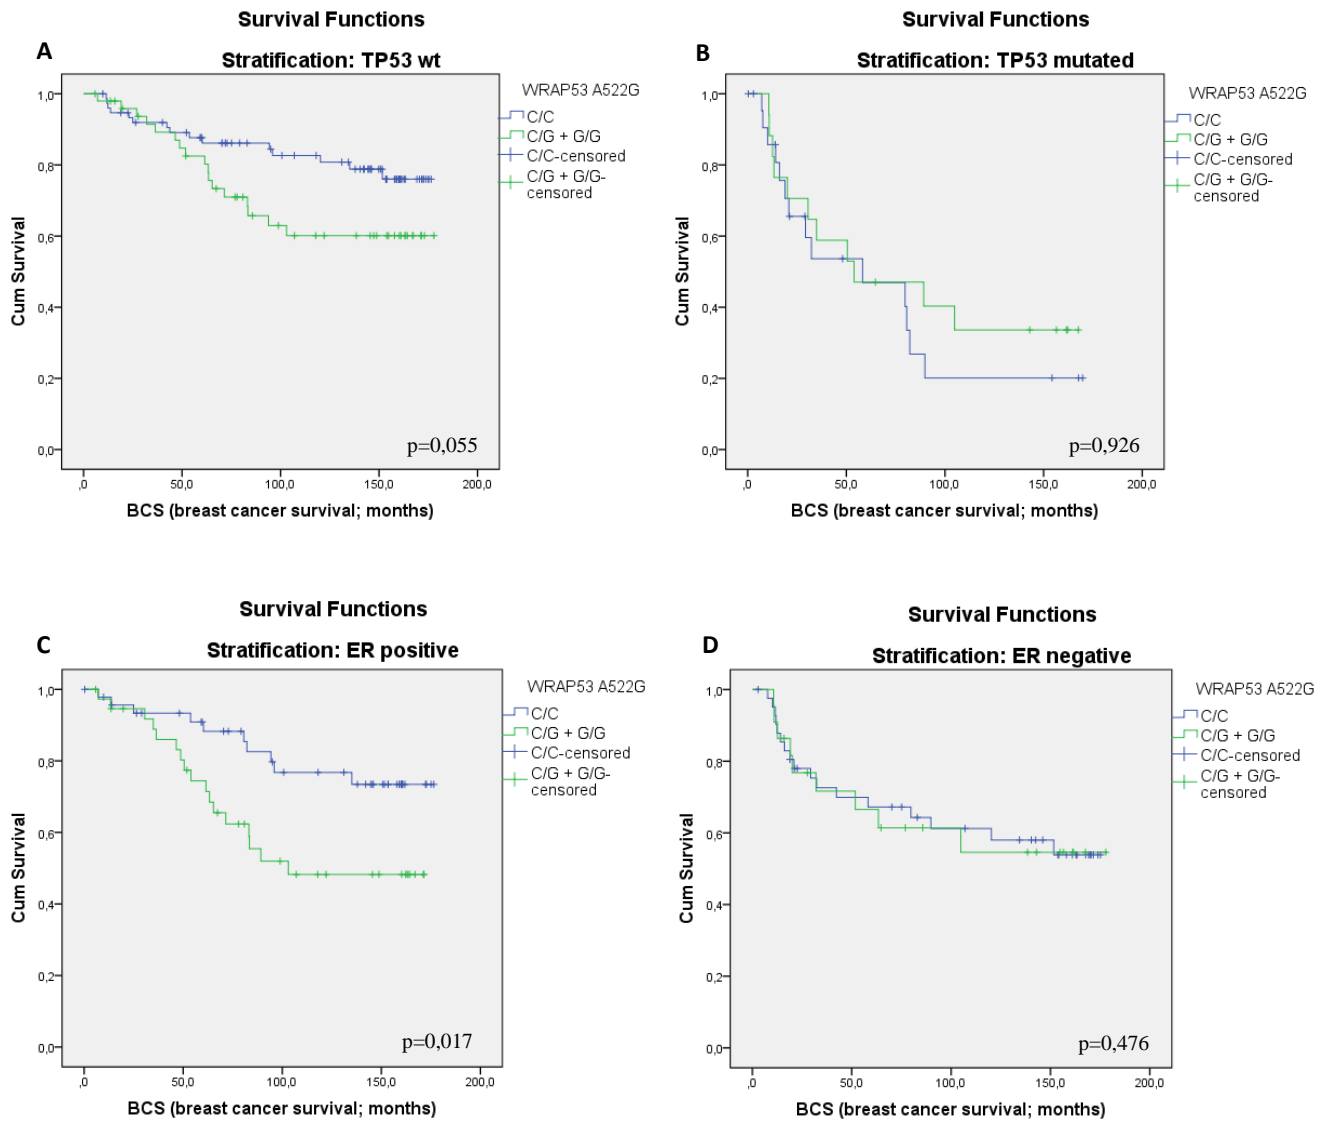 Survival Functions
A
Stratification: TP53 wt
WRAP53 A522G
C/C
C/G + G/G
C/C-censored
C/G + G/G-
censored
Cum Survival
1,0
0,8
0,6
0,4
0,2
0,0
p=0,055
,0
50,0
100,0
150,0
200,0
BCS (breast cancer survival; months)
Survival Functions
B
Stratification: TP53 mutated
WRAP53 A522G
C/C
C/G + G/G
C/C-censored
C/G + G/G-
censored
Cum Survival
1,0
0,8
0,6
0,4
0,2
0,0
p=0,926
,0
50,0
100,0
150,0
200,0
BCS (breast cancer survival; months)
Survival Functions
C
Stratification: ER positive
WRAP53 A522G
C/C
C/G + G/G
C/C-censored
C/G + G/G-
censored
Cum Survival
1,0
0,8
0,6
0,4
0,2
0,0
p=0,017
,0
50,0
100,0
150,0
200,0
BCS (breast cancer survival; months)
Survival Functions
D
Stratification: ER negative
WRAP53 A522G
C/C
C/G + G/G
C/C-censored
C/G + G/G-
censored
Cum Survival
1,0
0,8
0,6
0,4
0,2
0,0
p=0,476
,0
50,0
100,0
150,0
200,0
BCS (breast cancer survival; months)